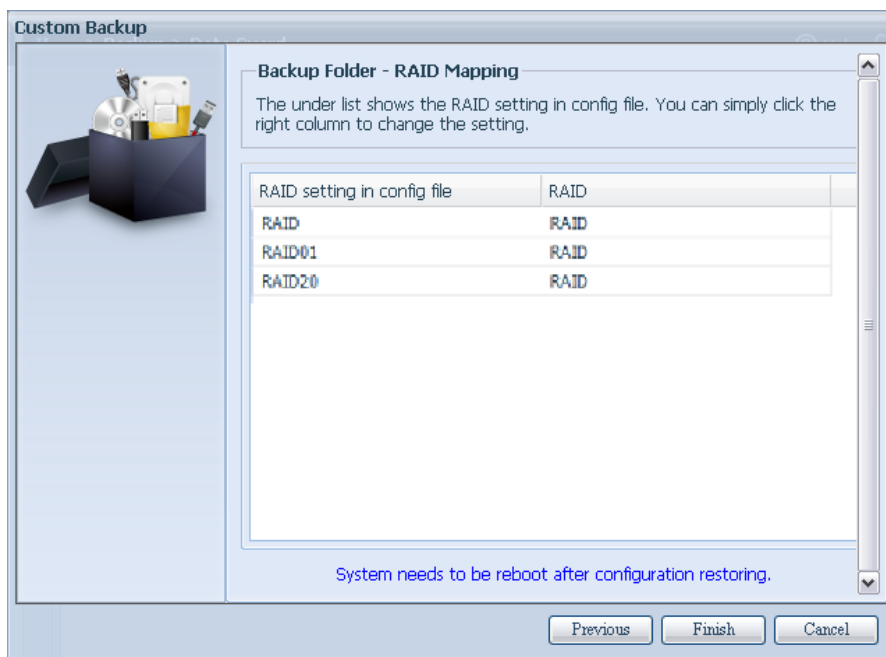 Custom Backup
Backup Folder - RAID Mapping
The under list shows the RAID setting in config file. You can simply click the
right column to change the setting.
RAID setting in config file RAID
RAID RAID
RAID01 RAID
RAID20 RAID
System needs to be reboot after configuration restoring.
Previous Finish Cancel